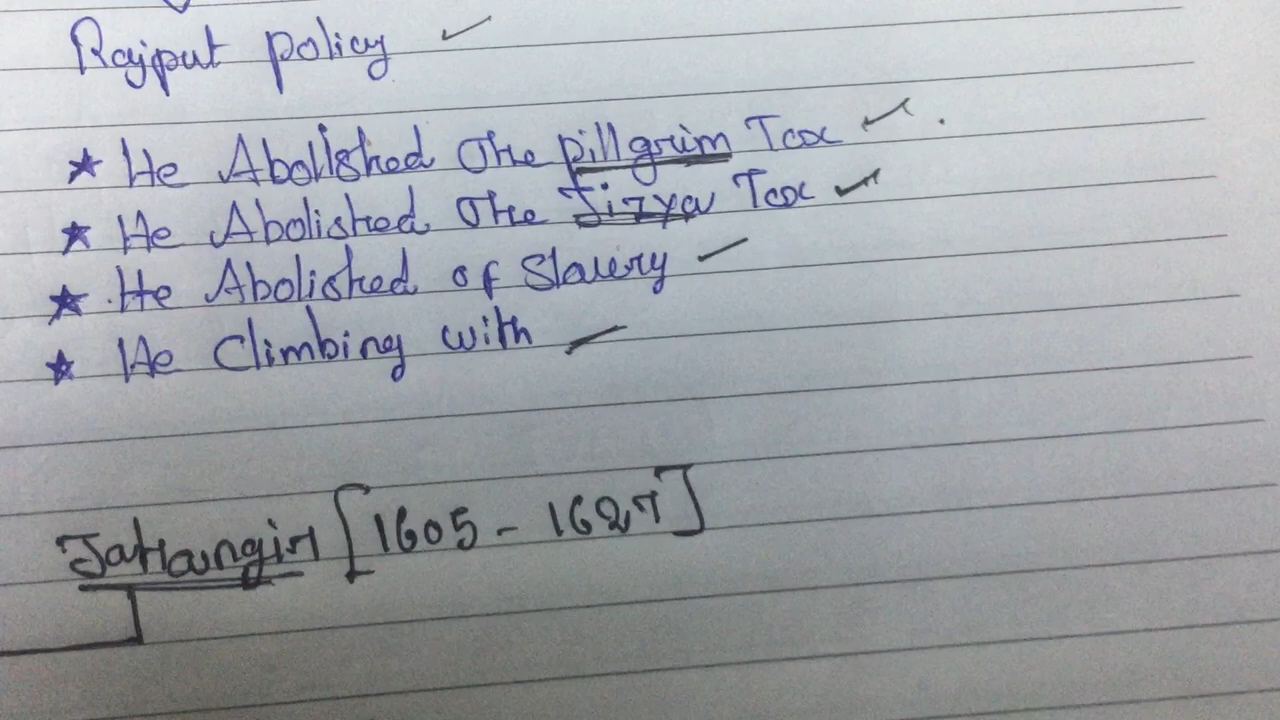 Rajput policy
★ He Abolished The pillgrim Tax
★ He Abolished The Jizya Tax
★ He Abolished of Slavery
★ He Climbing with
JaHangir [1605 - 1627]